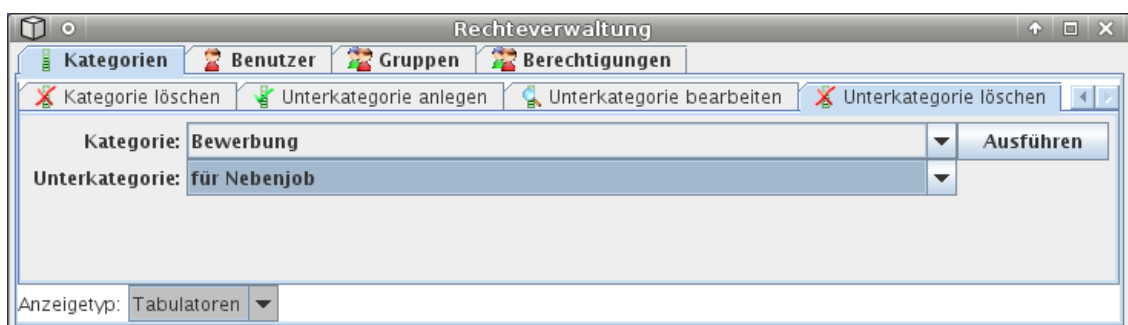 Rechteverwaltung
Kategorien Benutzer Gruppen Berechtigungen
Kategorie löschen Unterkategorie anlegen Unterkategorie bearbeiten Unterkategorie löschen
Kategorie: Bewerbung Ausführen
Unterkategorie: für Nebenjob
Anzeigetyp: Tabulatoren